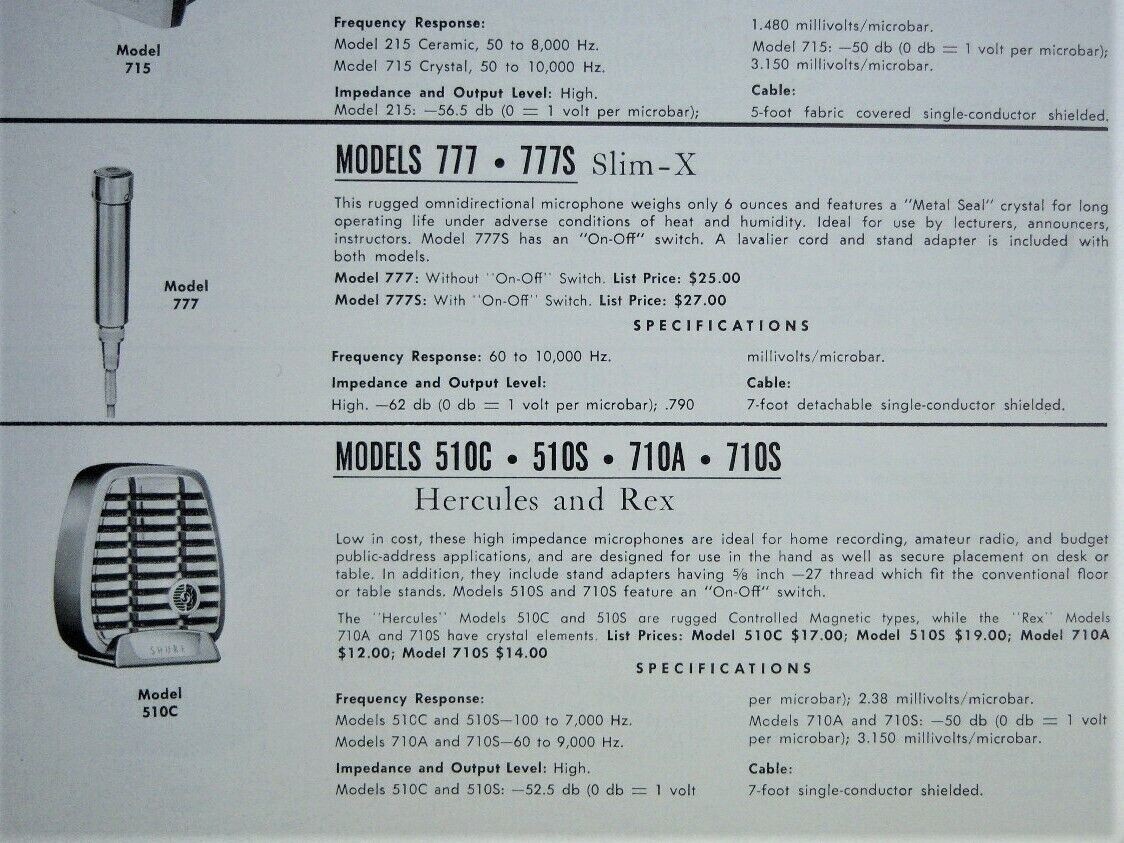 Model
715
Frequency Response:
Model 215 Ceramic, 50 to 8,000 Hz.
Model 715 Crystal, 50 to 10,000 Hz.
Impedance and Output Level: High.
Model 215: —56.5 db (0 = 1 volt per microbar);
1.480 millivolts/microbar.
Model 715: —50 db (0 db = 1 volt per microbar);
3.150 millivolts/microbar.
Cable:
5-foot fabric covered single-conductor shielded.
MODELS 777 • 777S Slim-X
This rugged omnidirectional microphone weighs only 6 ounces and features a "Metal Seal" crystal for long
operating life under adverse conditions of heat and humidity. Ideal for use by lecturers, announcers,
instructors. Model 777S has an "On-Off" switch. A lavalier cord and stand adapter is included with
both models.
Model 777: Without "On-Off" Switch. List Price: $25.00
Model 777S: With "On-Off" Switch. List Price: $27.00
Model
777
SPECIFICATIONS
Frequency Response: 60 to 10,000 Hz.
Impedance and Output Level:
High. —62 db (0 db = 1 volt per microbar); .790
millivolts/microbar.
Cable:
7-foot detachable single-conductor shielded.
MODELS 510C • 510S • 710A • 710S
Hercules and Rex
Low in cost, these high impedance microphones are ideal for home recording, amateur radio, and budget
public-address applications, and are designed for use in the hand as well as secure placement on desk or
table. In addition, they include stand adapters having ⅝ inch —27 thread which fit the conventional floor
or table stands. Models 510S and 710S feature an "On-Off" switch.
The "Hercules" Models 510C and 510S are rugged Controlled Magnetic types, while the "Rex" Models
710A and 710S have crystal elements. List Prices: Model 510C $17.00; Model 510S $19.00; Model 710A
$12.00; Model 710S $14.00
SHURE
Model
510C
SPECIFICATIONS
Frequency Response:
Models 510C and 510S—100 to 7,000 Hz.
Models 710A and 710S—60 to 9,000 Hz.
Impedance and Output Level: High.
Models 510C and 510S: —52.5 db (0 db = 1 volt
per microbar); 2.38 millivolts/microbar.
Models 710A and 710S: —50 db (0 db = 1 volt
per microbar); 3.150 millivolts/microbar.
Cable:
7-foot single-conductor shielded.